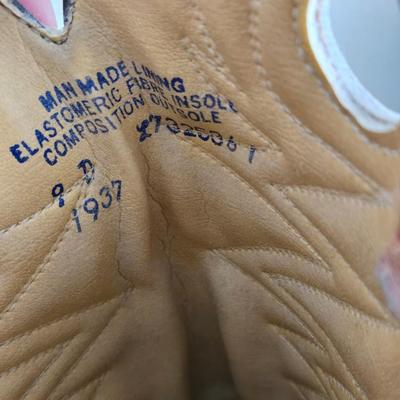 MAN MADE LINING
ELASTOMERIC FIBRE INSOLE
COMPOSITION OUTSOLE
9 D
1937